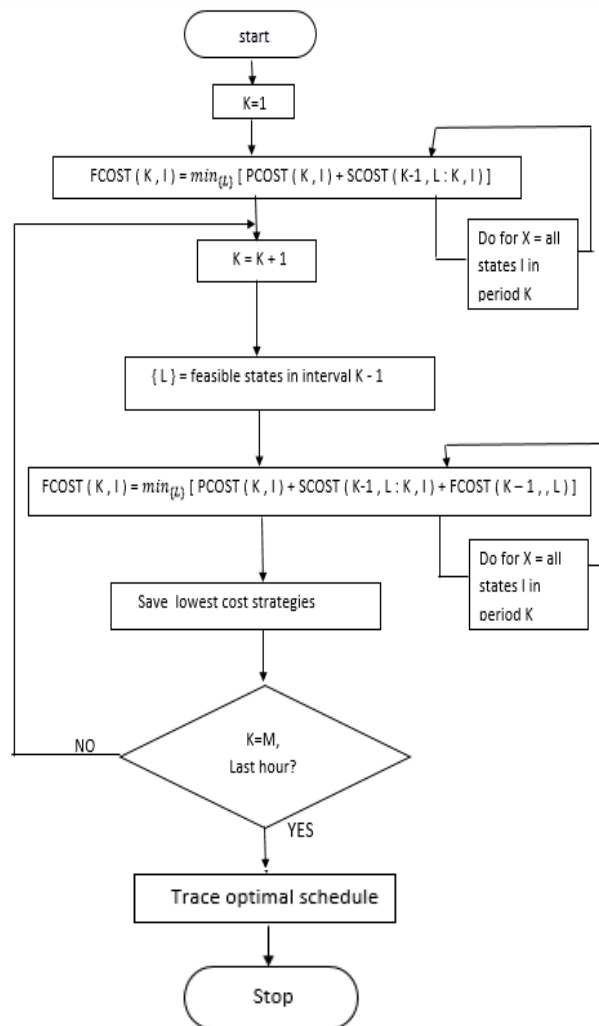 start
K=1
FCOST ( K , I ) = min{L} [ PCOST ( K , I ) + SCOST ( K-1 , L : K , I ) ]
Do for X = all
states I in
period K
K = K + 1
{ L } = feasible states in interval K - 1
FCOST ( K , I ) = min{L} [ PCOST ( K , I ) + SCOST ( K-1 , L : K , I ) + FCOST ( K – 1 , , L ) ]
Do for X = all
states I in
period K
Save lowest cost strategies
K=M,
Last hour?
NO
YES
Trace optimal schedule
Stop